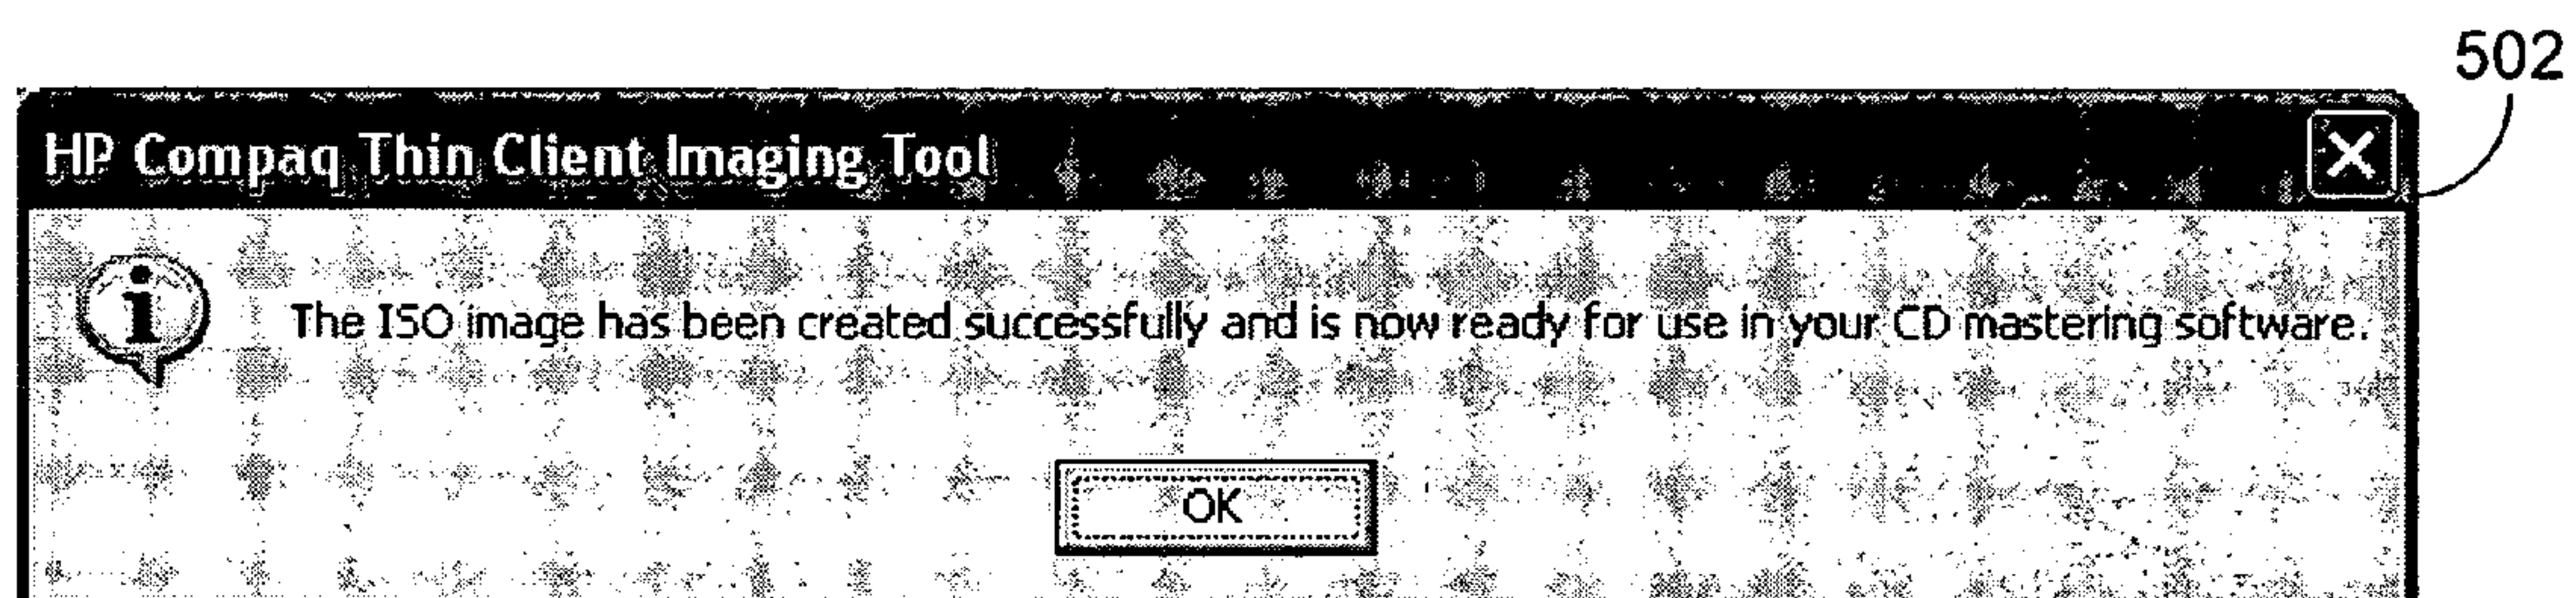 502
HP Compaq Thin Client Imaging Tool
The ISO image has been created successfully and is now ready for use in your CD mastering software.
OK